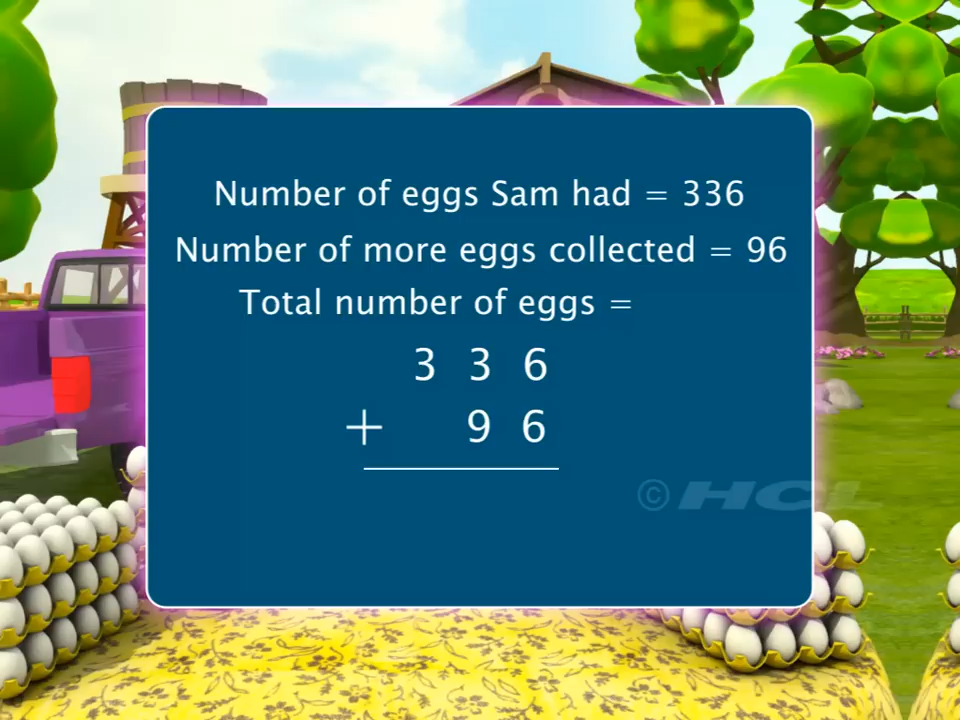 Number of eggs Sam had = 336
Number of more eggs collected = 96
Total number of eggs =
3 3 6
+ 9 6
© HCL